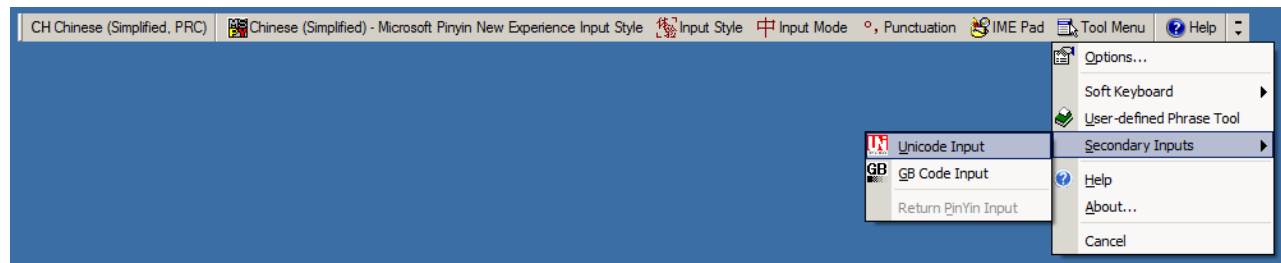 CH Chinese (Simplified, PRC) Chinese (Simplified) - Microsoft Pinyin New Experience Input Style Input Style 中 Input Mode °, Punctuation IME Pad Tool Menu Help
Options...
Soft Keyboard
User-defined Phrase Tool
Secondary Inputs
Help
About...
Cancel
Unicode Input
GB GB Code Input
Return PinYin Input